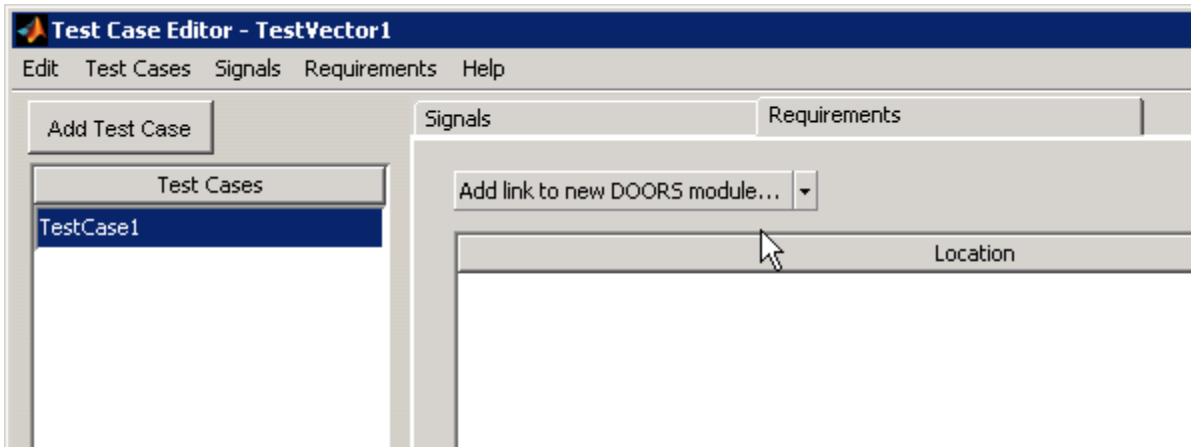 Test Case Editor - TestVector1
Edit Test Cases Signals Requirements Help
Add Test Case
Signals
Requirements
Test Cases
Add link to new DOORS module...
TestCase1
Location